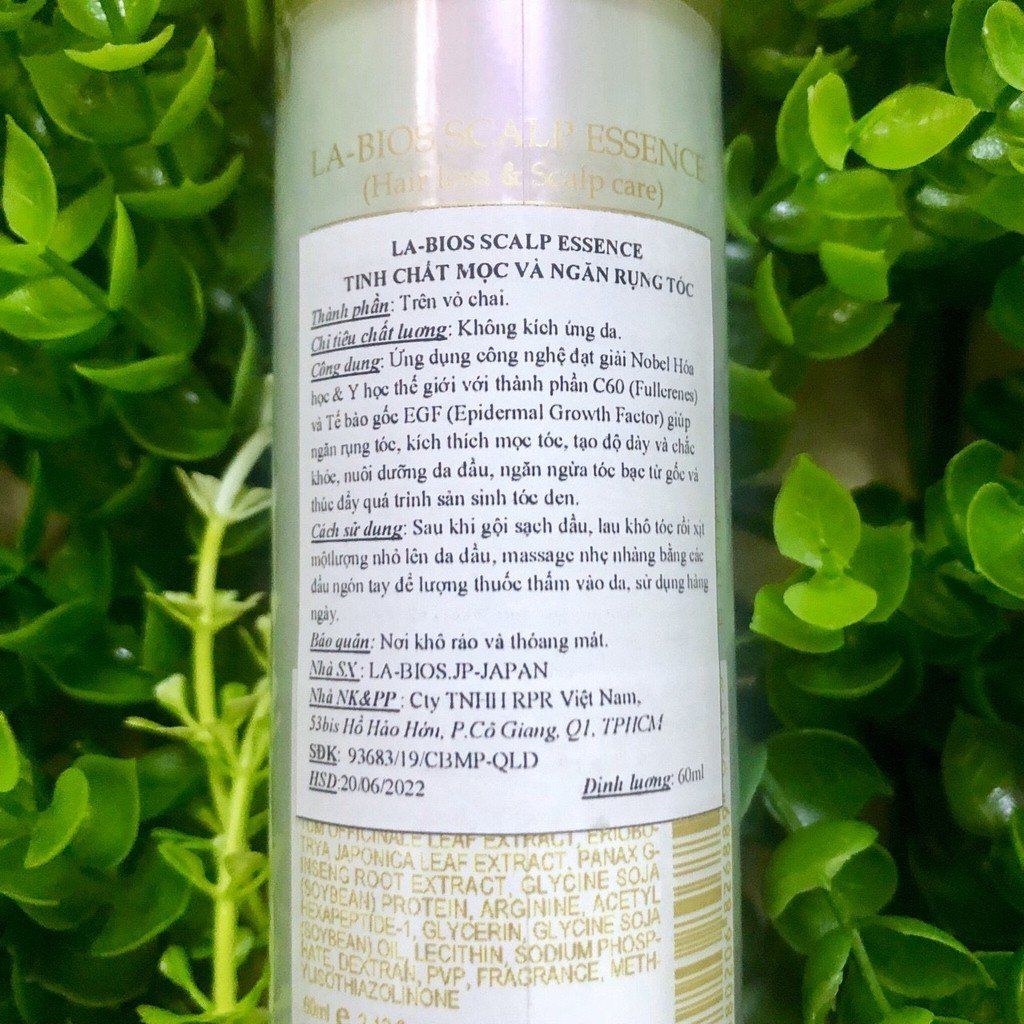 LA-BIOS SCALP ESSENCE
(Hair loss & Scalp care)
LA-BIOS SCALP ESSENCE
TINH CHẤT MỌC VÀ NGĂN RỤNG TÓC
Thành phần: Trên vỏ chai.
Chỉ tiêu chất lượng: Không kích ứng da.
Công dung: Ứng dụng công nghệ đạt giải Nobel Hóa
học & Y học thế giới với thành phần C60 (Fullerenes)
và Tế bào gốc EGF (Epidermal Growth Factor) giúp
ngăn rụng tóc, kích thích mọc tóc, tạo độ dày và chắc
khỏe, nuôi dưỡng da đầu, ngăn ngừa tóc bạc từ gốc và
thúc đẩy quá trình sản sinh tóc đen.
Cách sử dung: Sau khi gội sạch đầu, lau khô tóc rồi xịt
mộtlượng nhỏ lên da đầu, massage nhẹ nhàng bằng các
đầu ngón tay để lượng thuốc thấm vào da, sử dụng hàng
ngày.
Bảo quản: Nơi khô ráo và thóang mát.
Nhà SX: LA-BIOS.JP-JAPAN
Nhà NK&PP: Cty TNHH RPR Việt Nam,
53bis Hồ Hảo Hớn, P.Cô Giang, Q1, TPHCM
SĐK: 93683/19/CBMP-QLD
HSD:20/06/2022 Định lượng: 60ml
OFFICINALE LEAF EXTRACT, ERIOBO-
TRYA JAPONICA LEAF EXTRACT, PANAX G-
INSENG ROOT EXTRACT, GLYCINE SOJA
(SOYBEAN) PROTEIN, ARGININE, ACETYL
HEXAPEPTIDE-1, GLYCERIN, GLYCINE SOJA
(SOYBEAN) OIL, LECITHIN, SODIUM PHOSP-
HATE, DEXTRAN, PVP, FRAGRANCE, METH-
YLISOTHIAZOLINONE
60ml e